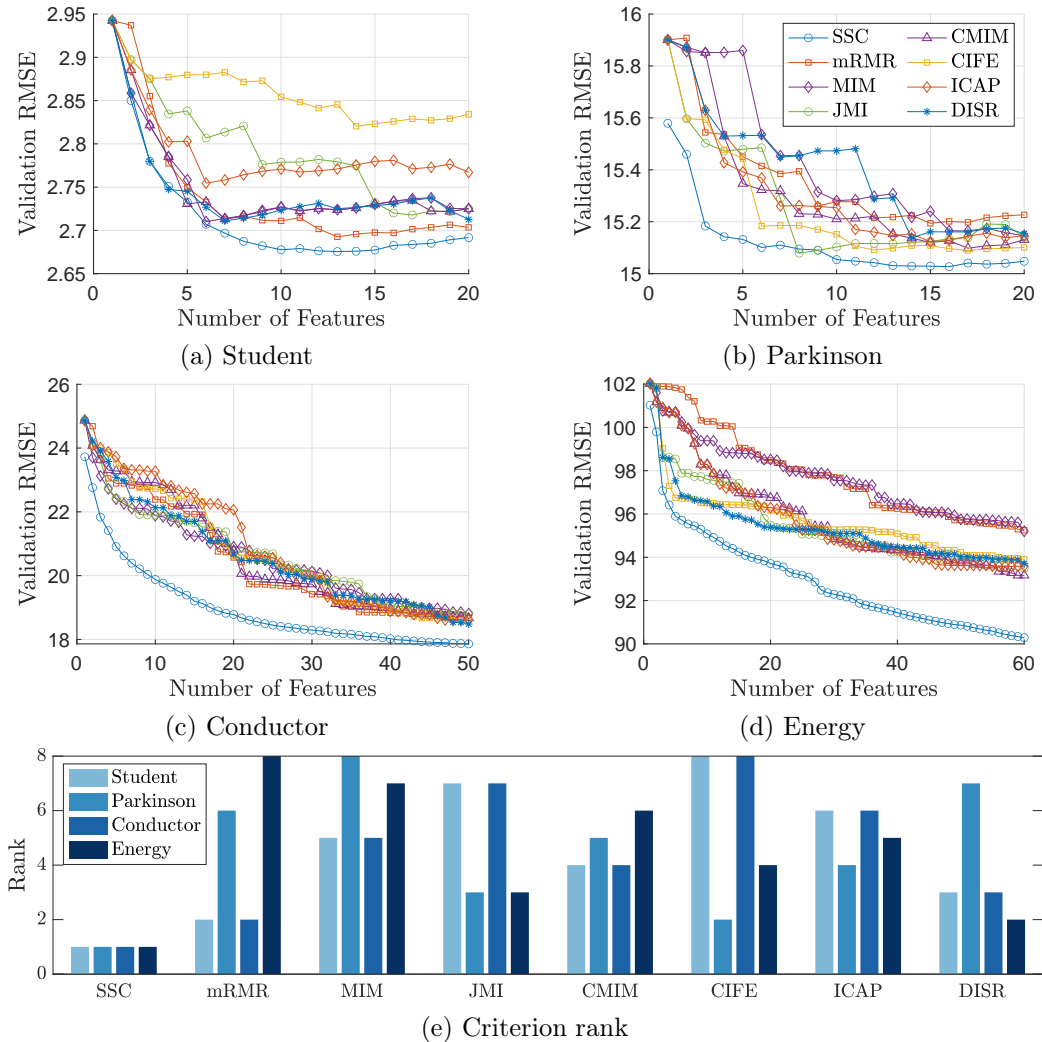 2.95
2.9
2.85
2.8
2.75
2.7
2.65
0
5
10
15
20
Validation RMSE
Number of Features
(a) Student
16
15.8
15.6
15.4
15.2
15
0
5
10
15
20
Validation RMSE
Number of Features
SSC
mRMR
MIM
JMI
CMIM
CIFE
ICAP
DISR
(b) Parkinson
26
24
22
20
18
0
10
20
30
40
50
Validation RMSE
Number of Features
(c) Conductor
102
100
98
96
94
92
90
0
20
40
60
Validation RMSE
Number of Features
(d) Energy
8
6
4
2
0
Rank
Student
Parkinson
Conductor
Energy
SSC
mRMR
MIM
JMI
CMIM
CIFE
ICAP
DISR
(e) Criterion rank